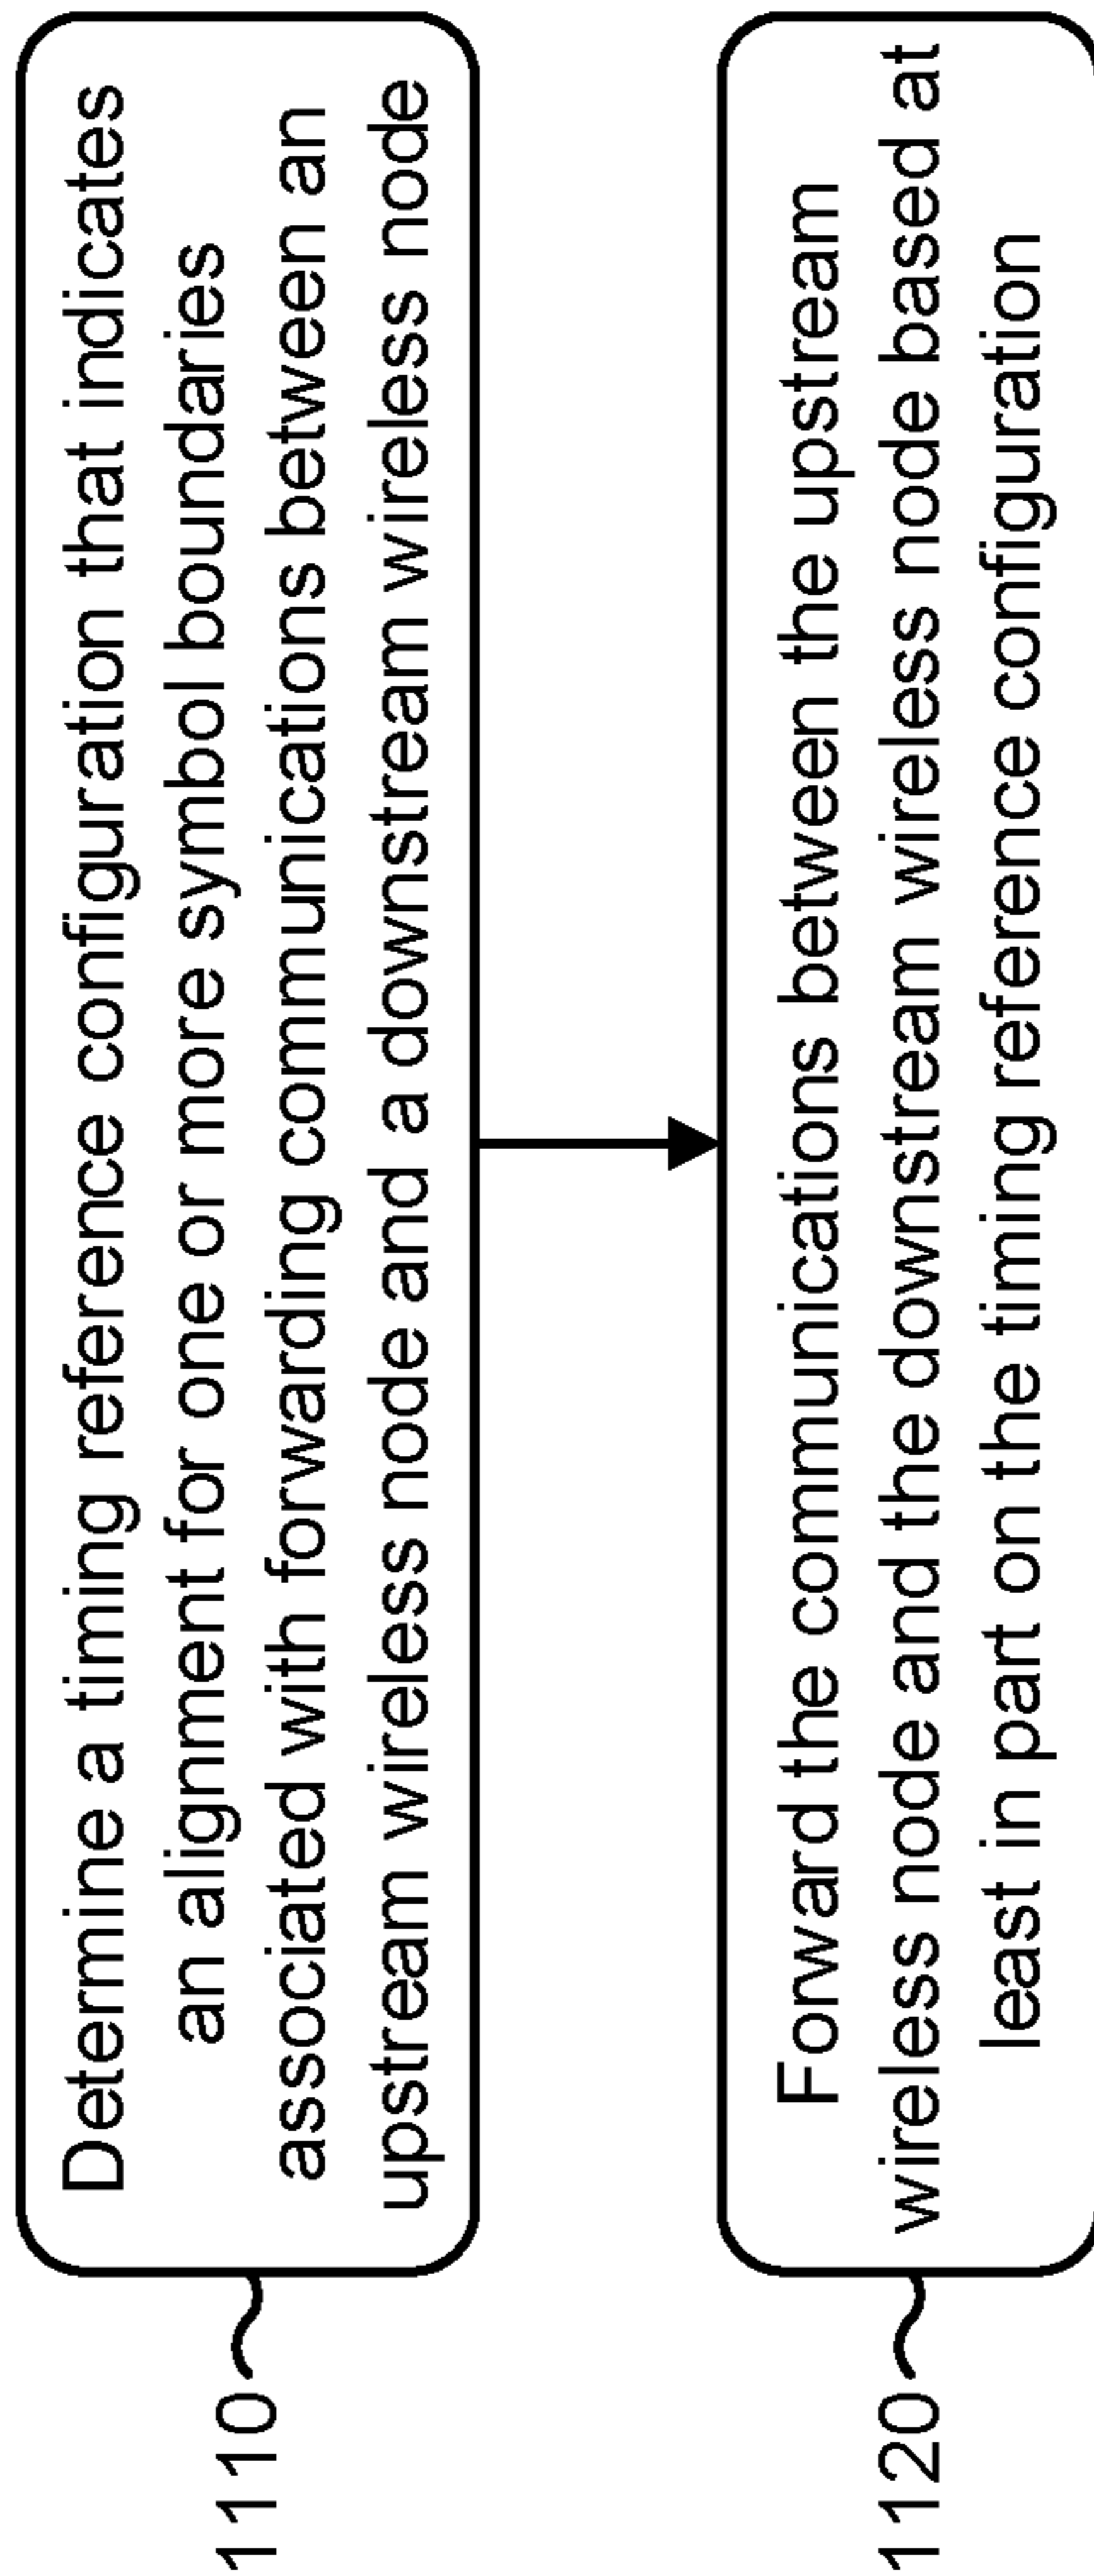 1110
Determine a timing reference configuration that indicates
an alignment for one or more symbol boundaries
associated with forwarding communications between an
upstream wireless node and a downstream wireless node
1120
Forward the communications between the upstream
wireless node and the downstream wireless node based at
least in part on the timing reference configuration